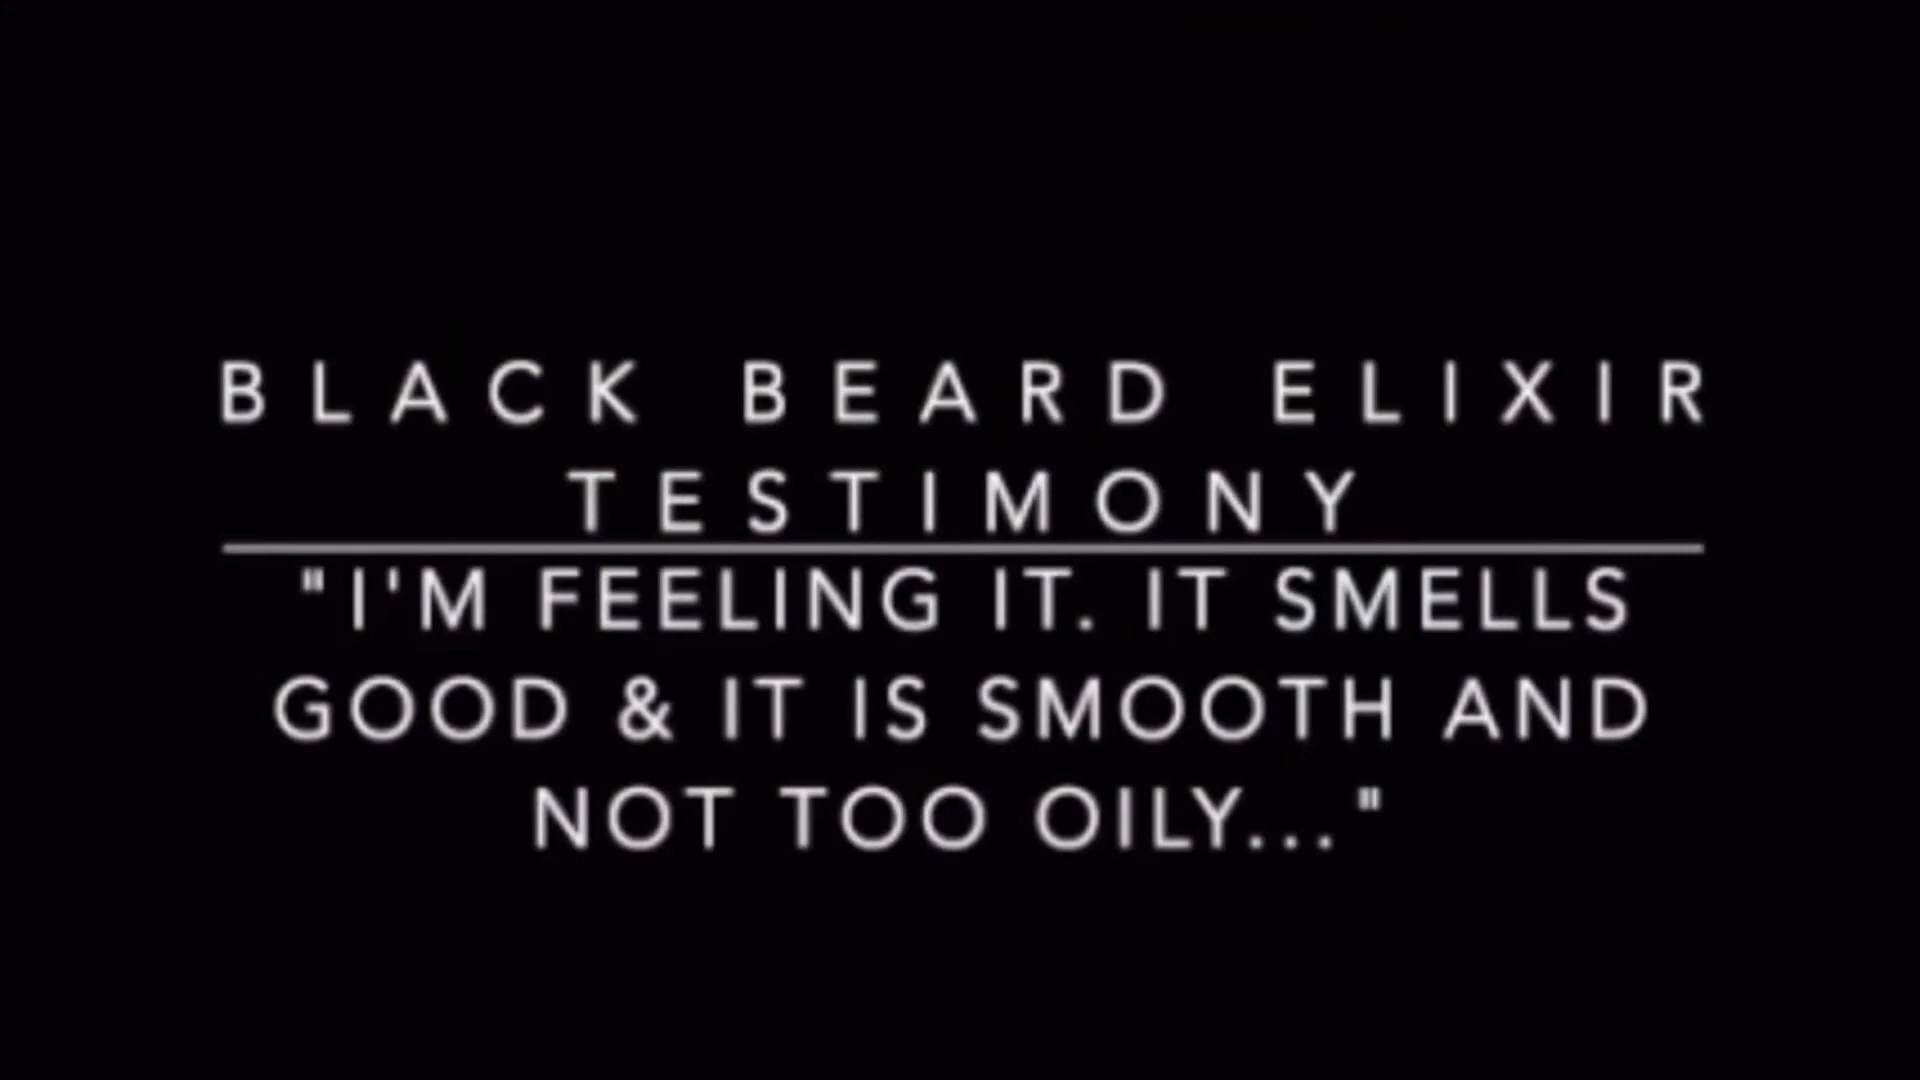 BLACK BEARD ELIXIR
TESTIMONY
"I'M FEELING IT. IT SMELLS
GOOD & IT IS SMOOTH AND
NOT TOO OILY..."